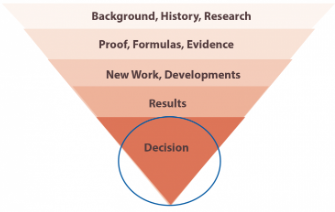 Background, History, Research
Proof, Formulas, Evidence
New Work, Developments
Results
Decision